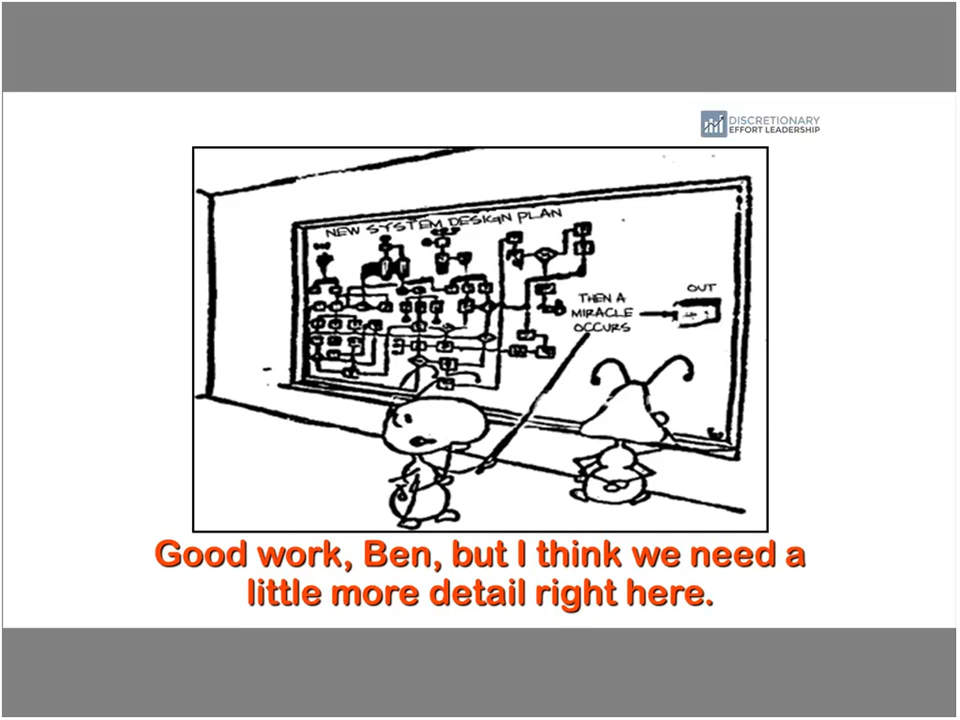 DISCRETIONARY
EFFORT LEADERSHIP
NEW SYSTEM DESIGN PLAN
THEN A
MIRACLE
OCCURS
OUT
Good work, Ben, but I think we need a
little more detail right here.